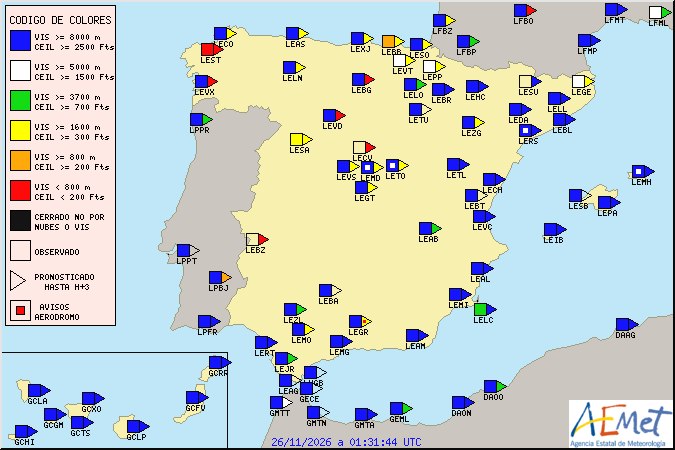 CODIGO DE COLORES
VIS >= 8000 m
CEIL >= 2500 Fts
VIS >= 5000 m
CEIL >= 1500 Fts
VIS >= 3700 m
CEIL >= 700 Fts
VIS >= 1600 m
CEIL >= 300 Fts
VIS >= 800 m
CEIL >= 200 Fts
VIS < 800 m
CEIL < 200 Fts
CERRADO NO POR
NUBES O VIS
OBSERVADO
PRONOSTICADO
HASTA H+3
AVISOS
AERODROMO
LFBO
LFMT
LFML
LFBZ
LECO
LEAS
LEXJ
LEBB
LESO
LFBP
LFMP
LEST
LEVT
LEPP
LELN
LEVX
LEBG
LELO
LEBR
LEHC
LESU
LEGE
LELL
LETU
LEDA
LEBL
LPPR
LEVD
LEZG
LERS
LESA
LECV
LEVS
LEMD
LETO
LETL
LEMH
LEGT
LECH
LEBT
LESB
LEPA
LEVC
LEAB
LEIB
LEBZ
LPPT
LEAL
LPBJ
LEBA
LEMI
LEZL
LELC
LPFR
LEMO
LEGR
LERT
LEMG
LEAM
DAAG
LEJR
GCRR
LEAG
LWGB
GCLA
GCXO
GCFV
GECE
GMTT
GCGM
GCTS
GMTN
GMTA
GEML
DAON
DAOO
GCHI
GCLP
26/11/2026 a 01:31:44 UTC
AEmet
Agencia Estatal de Meteorología